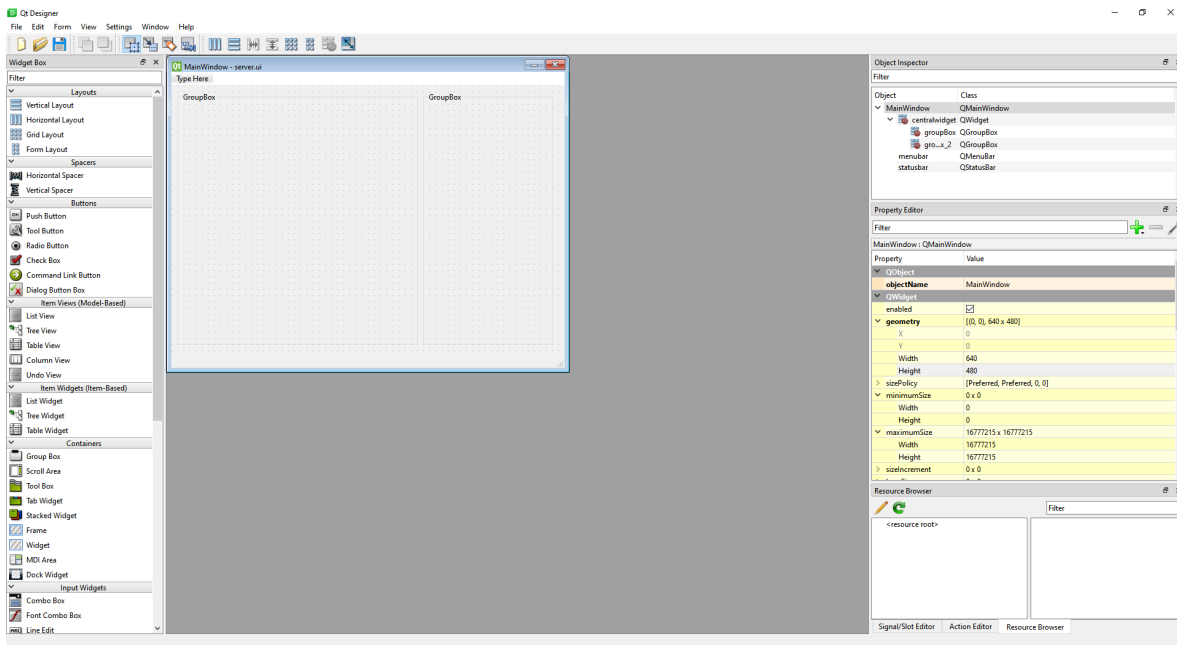 Qt Designer
File Edit Form View Settings Window Help
Widget Box
Filter
Layouts
Vertical Layout
Horizontal Layout
Grid Layout
Form Layout
Spacers
Horizontal Spacer
Vertical Spacer
Buttons
Push Button
Tool Button
Radio Button
Check Box
Command Link Button
Dialog Button Box
Item Views (Model-Based)
List View
Tree View
Table View
Column View
Undo View
Item Widgets (Item-Based)
List Widget
Tree Widget
Table Widget
Containers
Group Box
Scroll Area
Tool Box
Tab Widget
Stacked Widget
Frame
Widget
MDI Area
Dock Widget
Input Widgets
Combo Box
Font Combo Box
Line Edit
MainWindow - server.ui
Type Here
GroupBox GroupBox
Object Inspector
Filter
Object Class
MainWindow QMainWindow
centralwidget QWidget
groupBox QGroupBox
gro...x_2 QGroupBox
menubar QMenuBar
statusbar QStatusBar
Property Editor
Filter
MainWindow : QMainWindow
Property Value
QObject
objectName MainWindow
QWidget
enabled
geometry [(0, 0), 640 x 480]
X 0
Y 0
Width 640
Height 480
sizePolicy [Preferred, Preferred, 0, 0]
minimumSize 0 x 0
Width 0
Height 0
maximumSize 16777215 x 16777215
Width 16777215
Height 16777215
sizeIncrement 0 x 0
Resource Browser
Filter
<resource root>
Signal/Slot Editor Action Editor Resource Browser